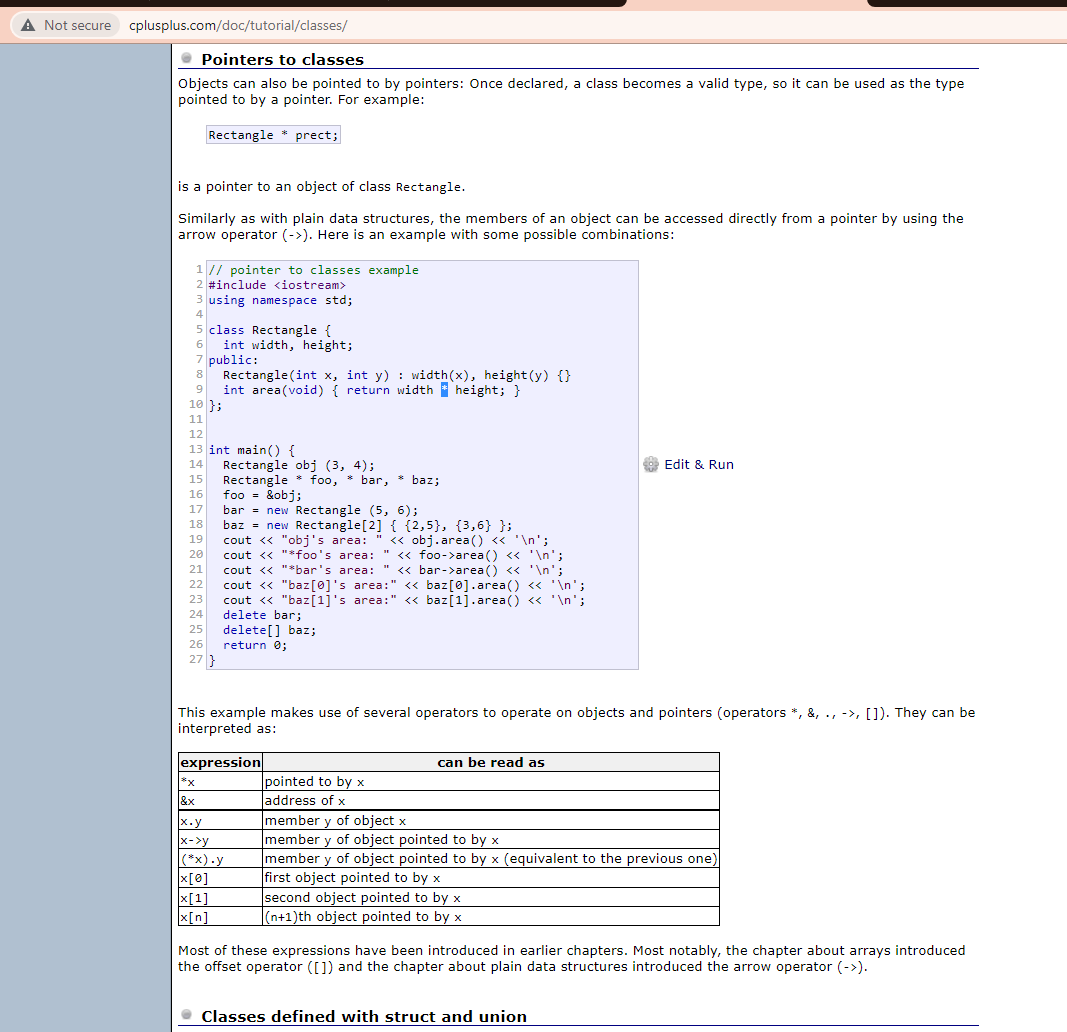 Not secure cplusplus.com/doc/tutorial/classes/
Pointers to classes
Objects can also be pointed to by pointers: Once declared, a class becomes a valid type, so it can be used as the type
pointed to by a pointer. For example:
Rectangle * prect;
is a pointer to an object of class Rectangle.
Similarly as with plain data structures, the members of an object can be accessed directly from a pointer by using the
arrow operator (->). Here is an example with some possible combinations:
1 // pointer to classes example
2 #include <iostream>
3 using namespace std;
4
5 class Rectangle {
6   int width, height;
7 public:
8   Rectangle(int x, int y) : width(x), height(y) {}
9   int area(void) { return width * height; }
10 };
11
12
13 int main() {
14   Rectangle obj (3, 4);
Edit & Run
15   Rectangle * foo, * bar, * baz;
16   foo = &obj;
17   bar = new Rectangle (5, 6);
18   baz = new Rectangle[2] { {2,5}, {3,6} };
19   cout << "obj's area: " << obj.area() << '\n';
20   cout << "*foo's area: " << foo->area() << '\n';
21   cout << "*bar's area: " << bar->area() << '\n';
22   cout << "baz[0]'s area:" << baz[0].area() << '\n';
23   cout << "baz[1]'s area:" << baz[1].area() << '\n';
24   delete bar;
25   delete[] baz;
26   return 0;
27 }
This example makes use of several operators to operate on objects and pointers (operators *, &, ., ->, []). They can be
interpreted as:
expression can be read as
*x pointed to by x
&x address of x
x.y member y of object x
x->y member y of object pointed to by x
(*x).y member y of object pointed to by x (equivalent to the previous one)
x[0] first object pointed to by x
x[1] second object pointed to by x
x[n] (n+1)th object pointed to by x
Most of these expressions have been introduced in earlier chapters. Most notably, the chapter about arrays introduced
the offset operator ([]) and the chapter about plain data structures introduced the arrow operator (->).
Classes defined with struct and union